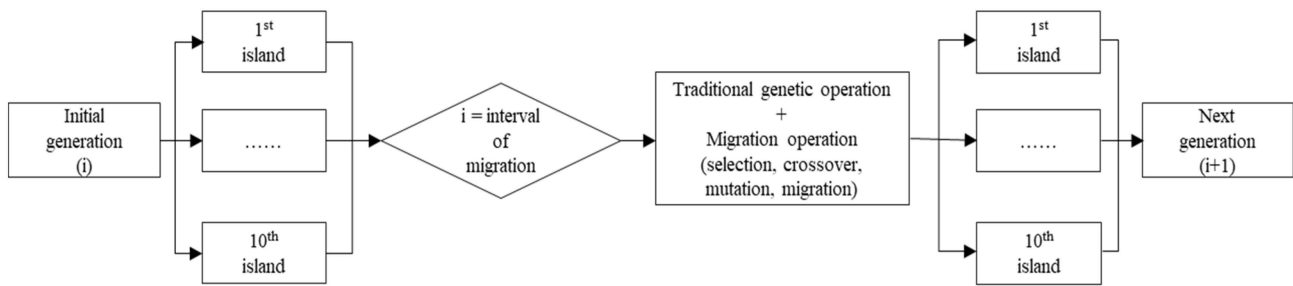 Initial
generation
(i)
1st
island
……
10th
island
i = interval
of
migration
Traditional genetic operation
+
Migration operation
(selection, crossover,
mutation, migration)
1st
island
……
10th
island
Next
generation
(i+1)